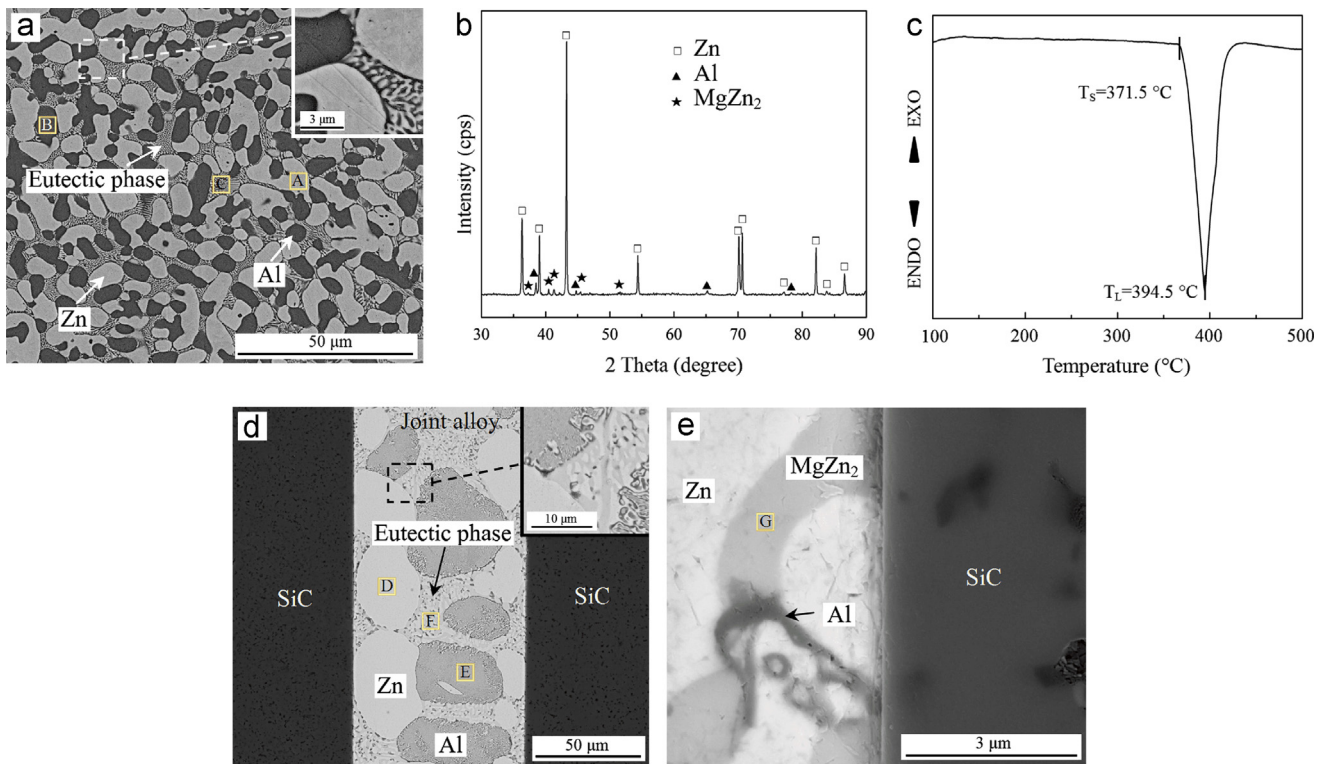 a
3 μm
B
Eutectic phase
C
A
Al
Zn
50 μm
b
Intensity (cps)
□ Zn
▲ Al
★ MgZn₂
30 40 50 60 70 80 90
2 Theta (degree)
c
ENDO ◄ ► EXO
T_S=371.5 °C
T_L=394.5 °C
100 200 300 400 500
Temperature (°C)
d
Joint alloy
10 μm
Eutectic phase
D
SiC
SiC
F
E
Zn
Al
50 μm
e
MgZn₂
Zn
G
SiC
Al
3 μm